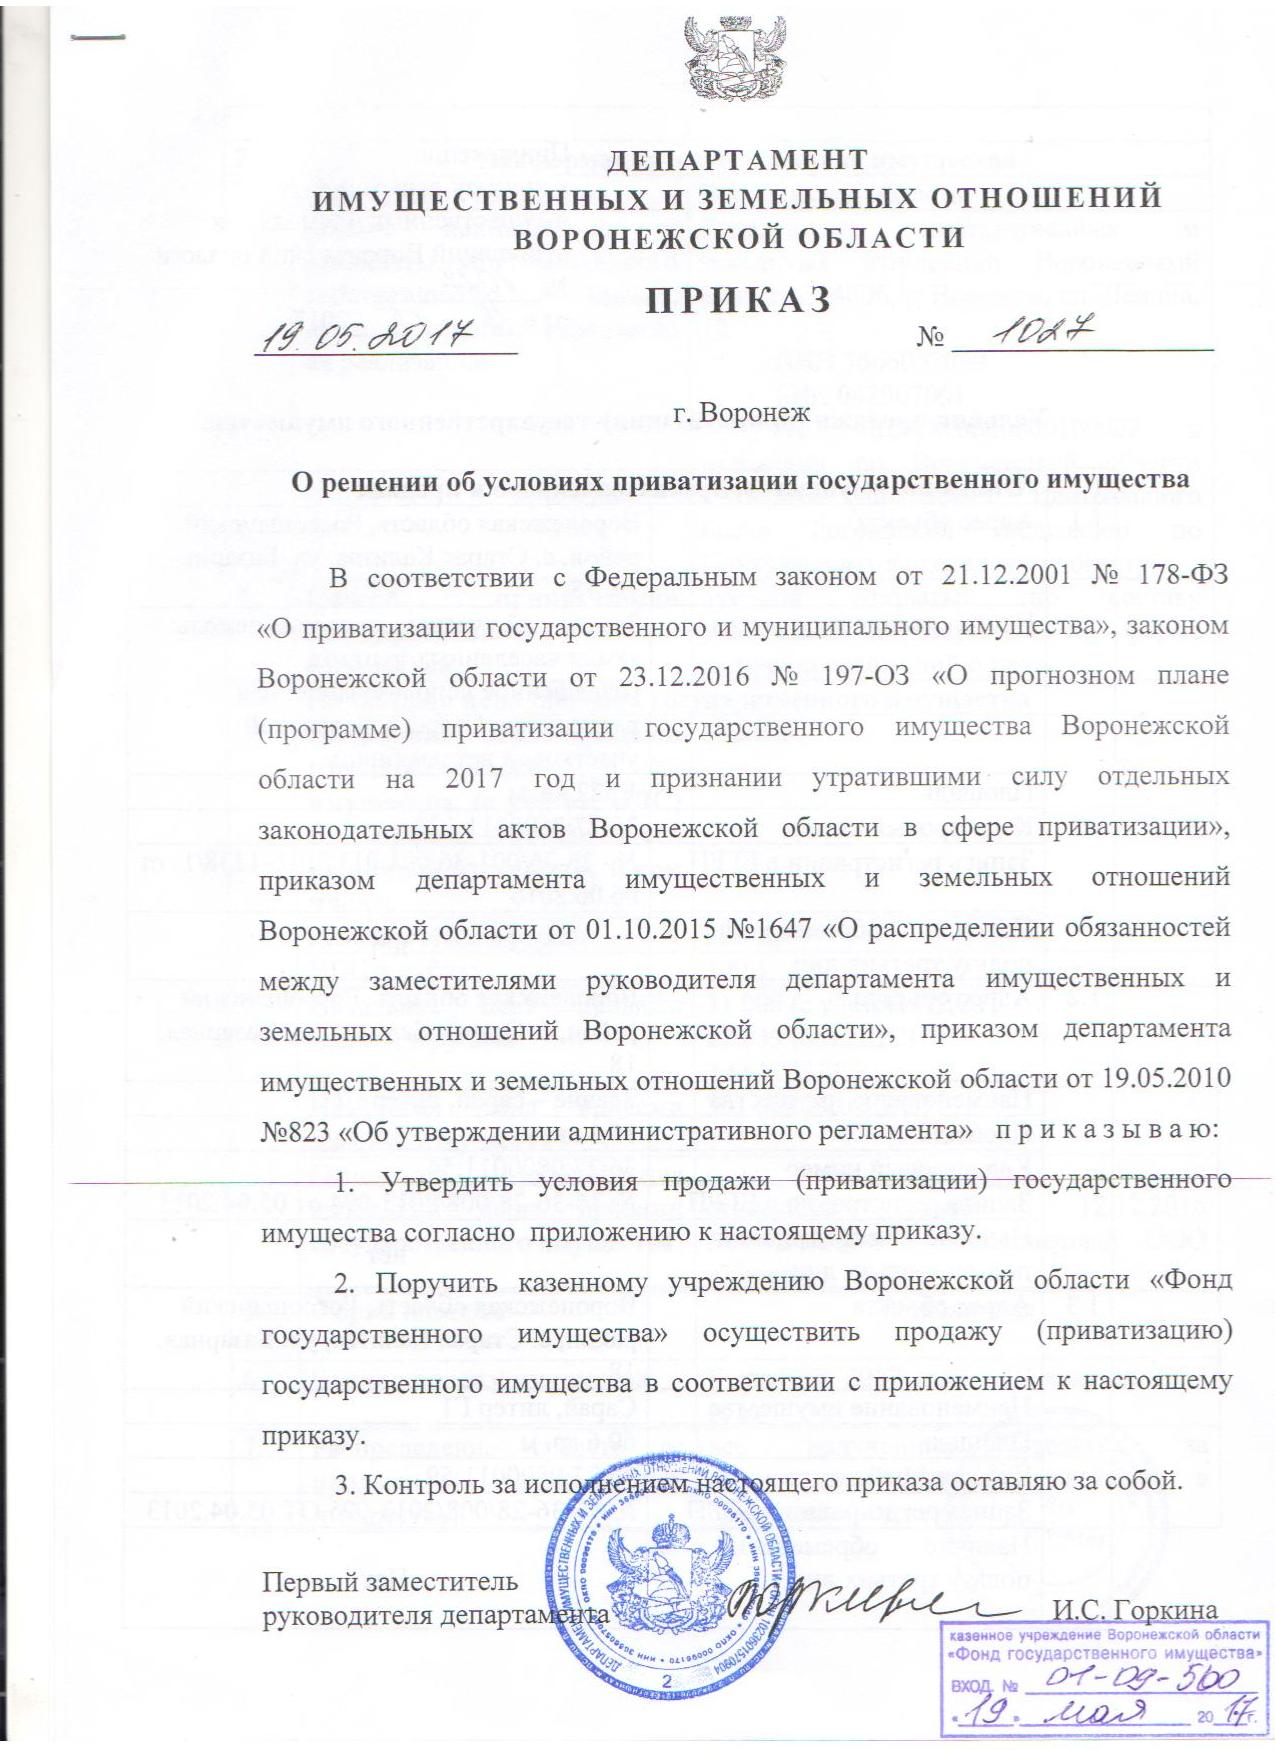 ДЕПАРТАМЕНТ
ИМУЩЕСТВЕННЫХ И ЗЕМЕЛЬНЫХ ОТНОШЕНИЙ
ВОРОНЕЖСКОЙ ОБЛАСТИ
ПРИКАЗ
19.05.2017 № 1027
г. Воронеж
О решении об условиях приватизации государственного имущества
В соответствии с Федеральным законом от 21.12.2001 № 178-ФЗ
«О приватизации государственного и муниципального имущества», законом
Воронежской области от 23.12.2016 № 197-ОЗ «О прогнозном плане
(программе) приватизации государственного имущества Воронежской
области на 2017 год и признании утратившими силу отдельных
законодательных актов Воронежской области в сфере приватизации»,
приказом департамента имущественных и земельных отношений
Воронежской области от 01.10.2015 №1647 «О распределении обязанностей
между заместителями руководителя департамента имущественных и
земельных отношений Воронежской области», приказом департамента
имущественных и земельных отношений Воронежской области от 19.05.2010
№823 «Об утверждении административного регламента» п р и к а з ы в а ю:
1. Утвердить условия продажи (приватизации) государственного
имущества согласно приложению к настоящему приказу.
2. Поручить казенному учреждению Воронежской области «Фонд
государственного имущества» осуществить продажу (приватизацию)
государственного имущества в соответствии с приложением к настоящему
приказу.
3. Контроль за исполнением настоящего приказа оставляю за собой.
Первый заместитель
руководителя департамента И.С. Горкина
2
казенное учреждение Воронежской области
«Фонд государственного имущества»
ВХОД. № 01-09-560
«19» мая 2017г.